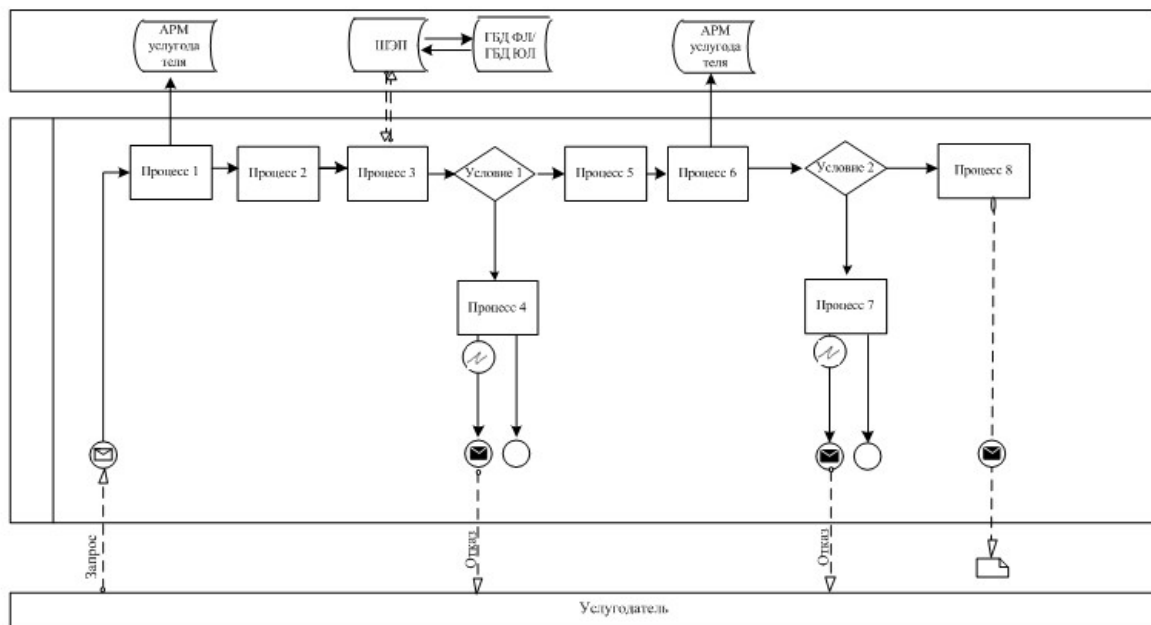 АРМ
услугода
теля
ШЭП
ГБД ФЛ/
ГБД ЮЛ
АРМ
услугода
теля
Процесс 1
Процесс 2
Процесс 3
Условие 1
Процесс 5
Процесс 6
Условие 2
Процесс 8
Процесс 4
Процесс 7
Запрос
Отказ
Отказ
Услугодатель